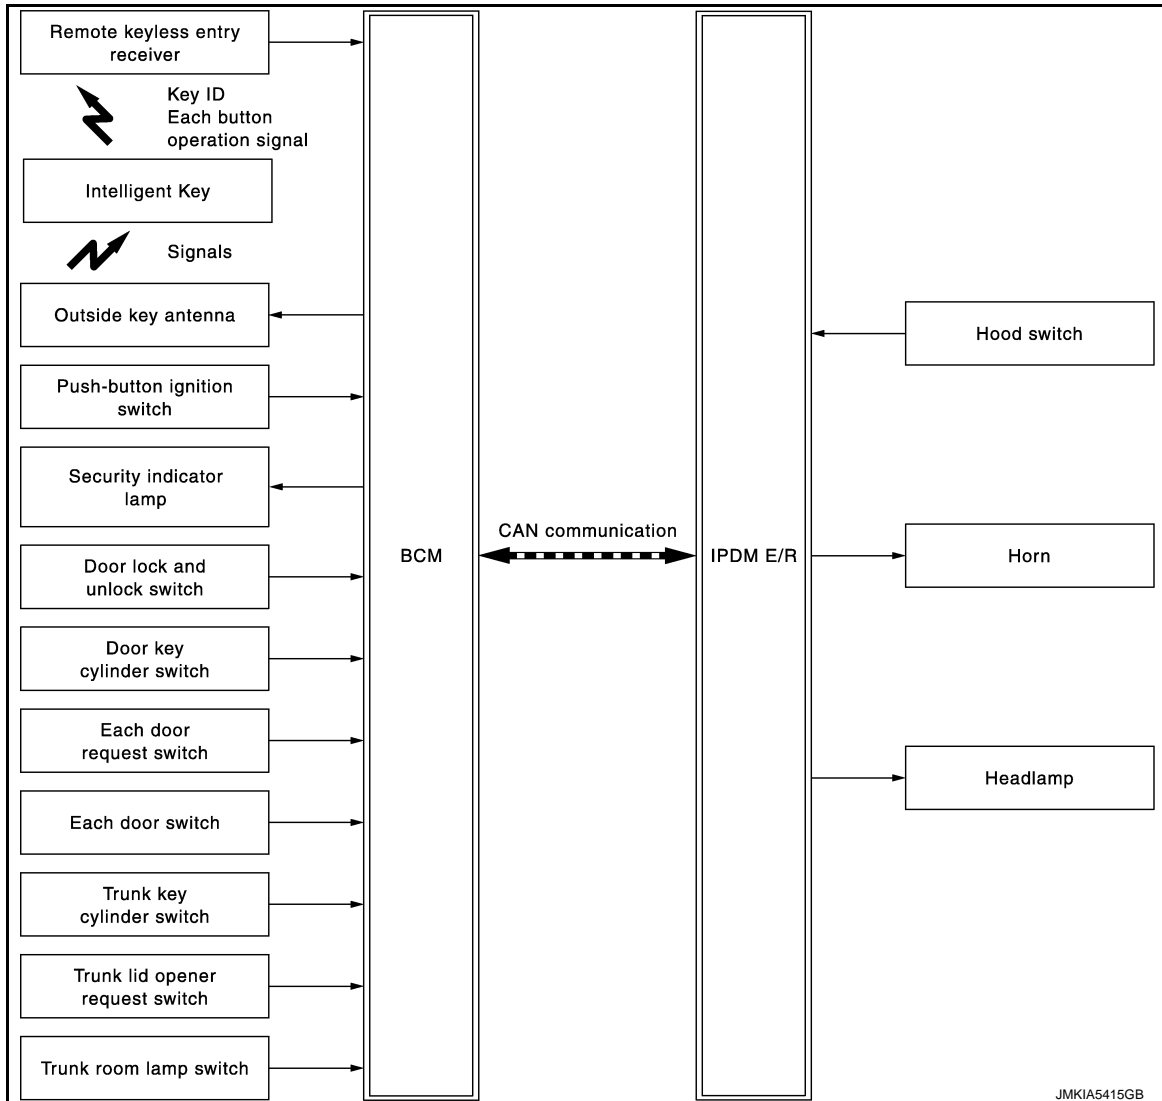 Remote keyless entry
receiver
Key ID
Each button
operation signal
Intelligent Key
Signals
Outside key antenna
Push-button ignition
switch
Security indicator
lamp
Door lock and
unlock switch
Door key
cylinder switch
Each door
request switch
Each door switch
Trunk key
cylinder switch
Trunk lid opener
request switch
Trunk room lamp switch
BCM
CAN communication
IPDM E/R
Hood switch
Horn
Headlamp
JMKIA5415GB